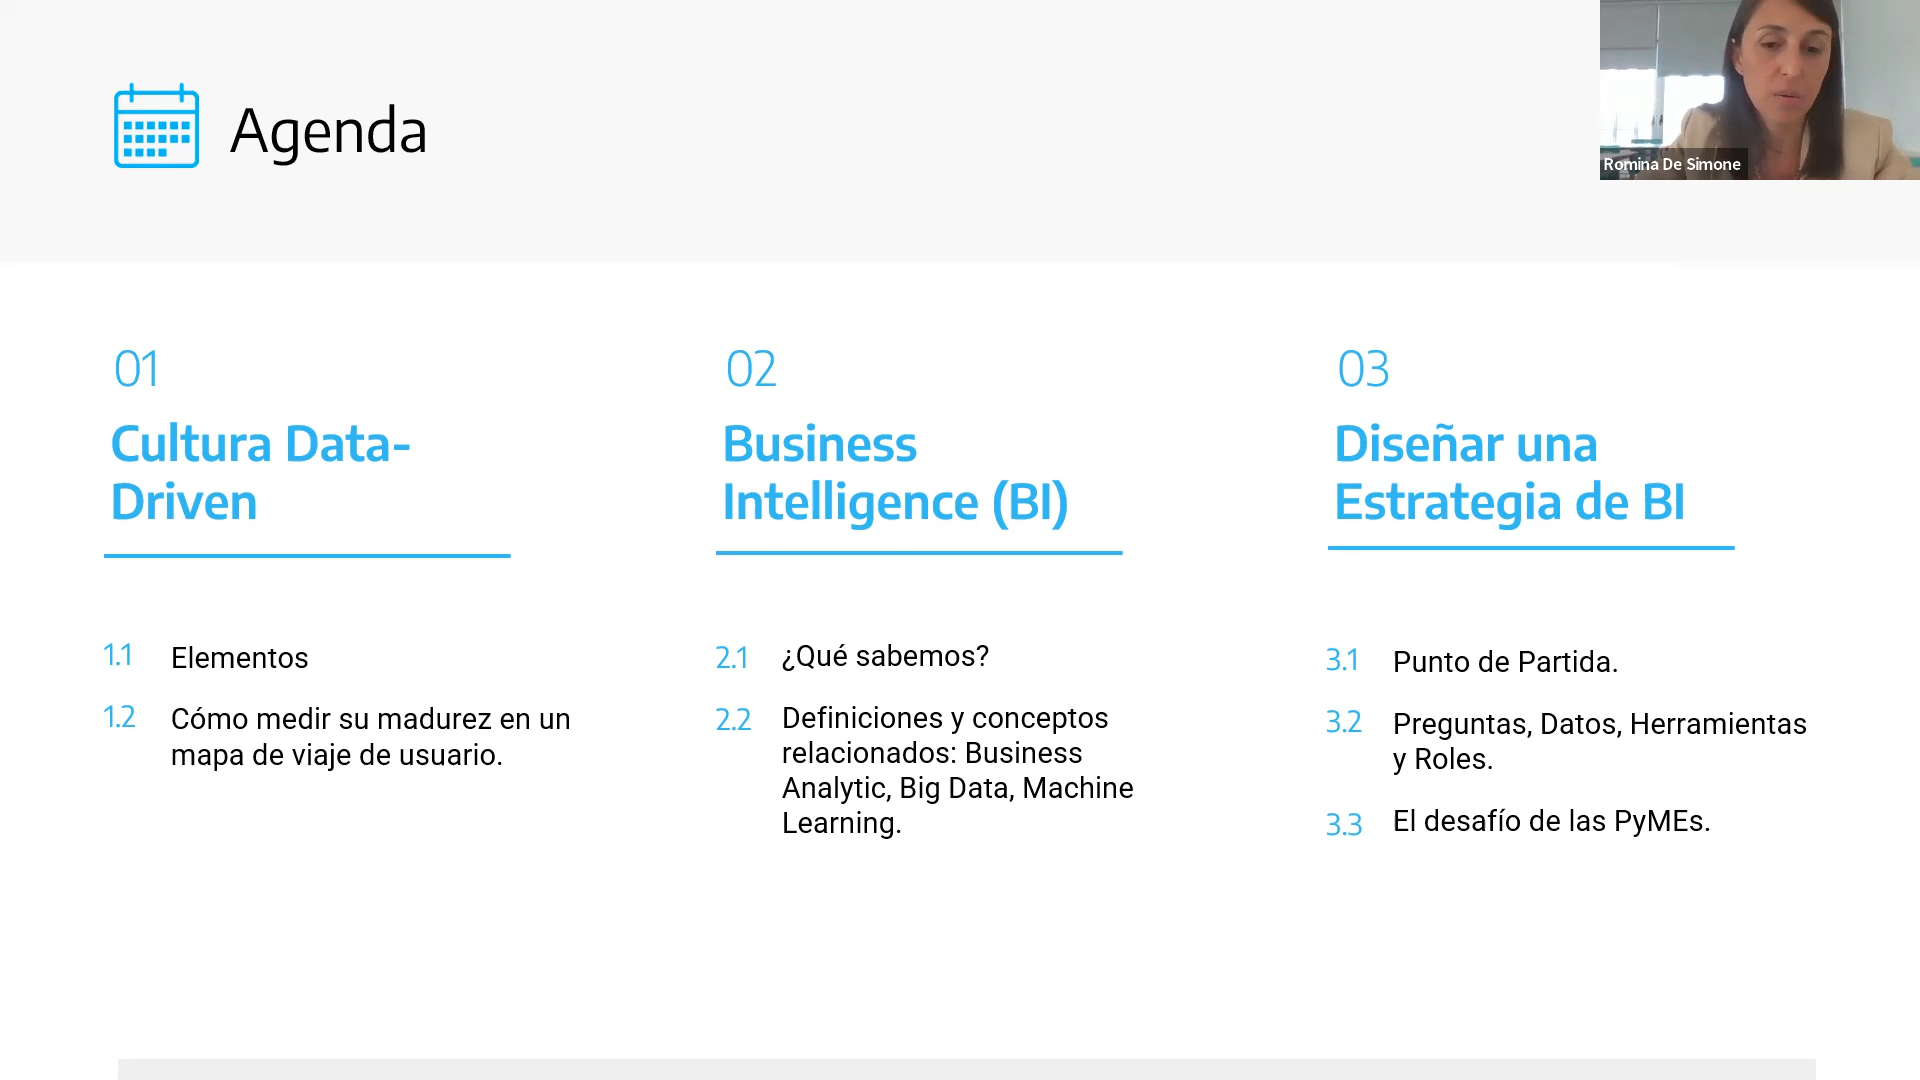 Agenda
Romina De Simone
01
Cultura Data-
Driven
1.1 Elementos
1.2 Cómo medir su madurez en un
mapa de viaje de usuario.
02
Business
Intelligence (BI)
2.1 ¿Qué sabemos?
2.2 Definiciones y conceptos
relacionados: Business
Analytic, Big Data, Machine
Learning.
03
Diseñar una
Estrategia de BI
3.1 Punto de Partida.
3.2 Preguntas, Datos, Herramientas
y Roles.
3.3 El desafío de las PyMEs.